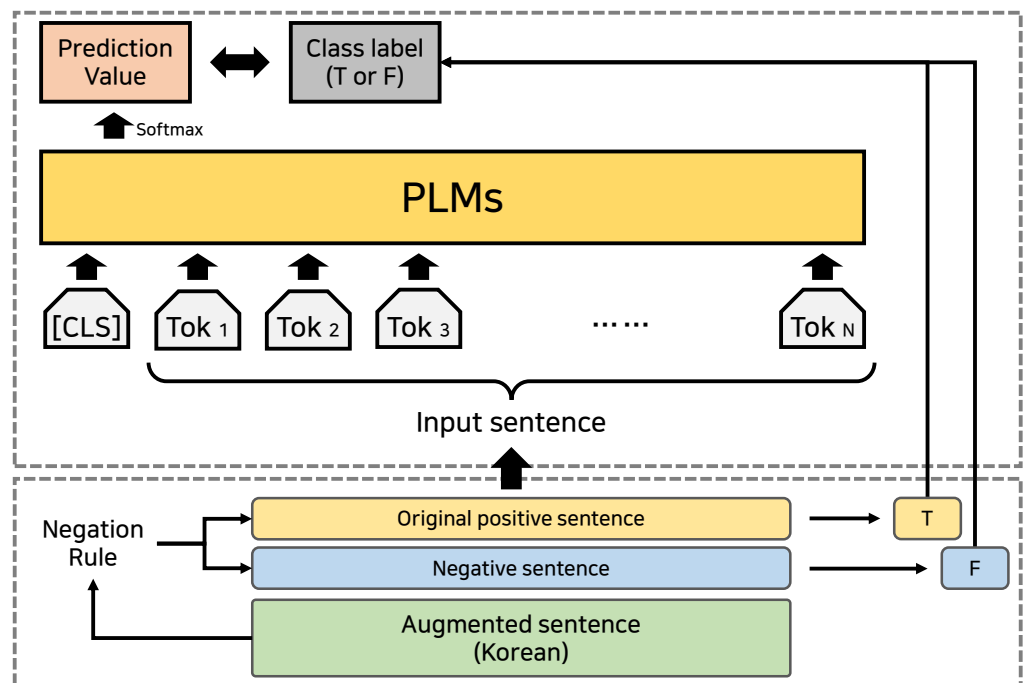 Prediction
Value
Class label
(T or F)
Softmax
PLMs
[CLS]
Tok 1
Tok 2
Tok 3
... ...
Tok N
Input sentence
Negation
Rule
Original positive sentence
T
Negative sentence
F
Augmented sentence
(Korean)